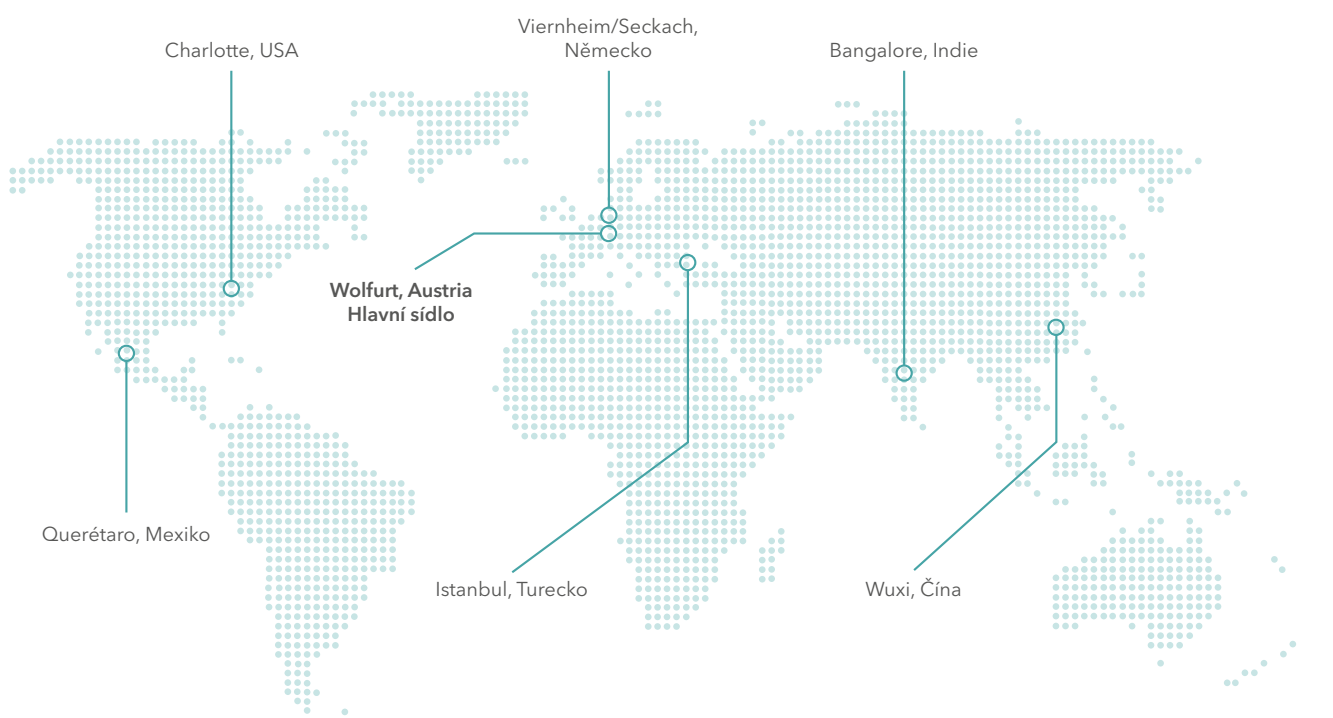 Charlotte, USA
Viernheim/Seckach,
Německo
Bangalore, Indie
Wolfurt, Austria
Hlavní sídlo
Querétaro, Mexiko
Istanbul, Turecko
Wuxi, Čína